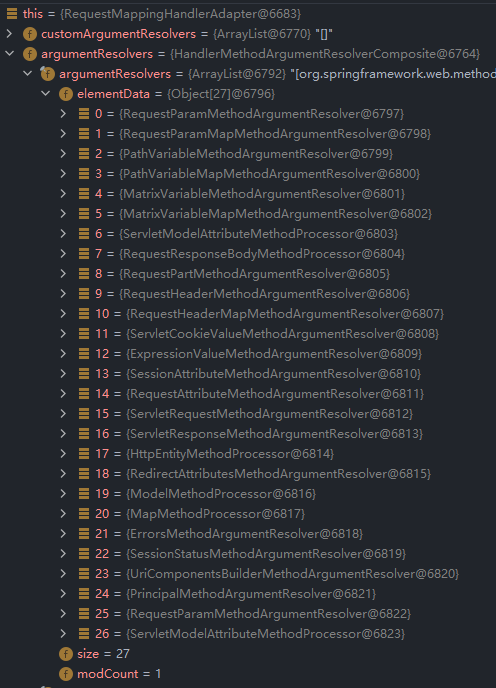 this = {RequestMappingHandlerAdapter@6683}
f customArgumentResolvers = {ArrayList@6770} "[]"
f argumentResolvers = {HandlerMethodArgumentResolverComposite@6764}
f argumentResolvers = {ArrayList@6792} "[org.springframework.web.method
f elementData = {Object[27]@6796}
0 = {RequestParamMethodArgumentResolver@6797}
1 = {RequestParamMapMethodArgumentResolver@6798}
2 = {PathVariableMethodArgumentResolver@6799}
3 = {PathVariableMapMethodArgumentResolver@6800}
4 = {MatrixVariableMethodArgumentResolver@6801}
5 = {MatrixVariableMapMethodArgumentResolver@6802}
6 = {ServletModelAttributeMethodProcessor@6803}
7 = {RequestResponseBodyMethodProcessor@6804}
8 = {RequestPartMethodArgumentResolver@6805}
9 = {RequestHeaderMethodArgumentResolver@6806}
10 = {RequestHeaderMapMethodArgumentResolver@6807}
11 = {ServletCookieValueMethodArgumentResolver@6808}
12 = {ExpressionValueMethodArgumentResolver@6809}
13 = {SessionAttributeMethodArgumentResolver@6810}
14 = {RequestAttributeMethodArgumentResolver@6811}
15 = {ServletRequestMethodArgumentResolver@6812}
16 = {ServletResponseMethodArgumentResolver@6813}
17 = {HttpEntityMethodProcessor@6814}
18 = {RedirectAttributesMethodArgumentResolver@6815}
19 = {ModelMethodProcessor@6816}
20 = {MapMethodProcessor@6817}
21 = {ErrorsMethodArgumentResolver@6818}
22 = {SessionStatusMethodArgumentResolver@6819}
23 = {UriComponentsBuilderMethodArgumentResolver@6820}
24 = {PrincipalMethodArgumentResolver@6821}
25 = {RequestParamMethodArgumentResolver@6822}
26 = {ServletModelAttributeMethodProcessor@6823}
f size = 27
f modCount = 1